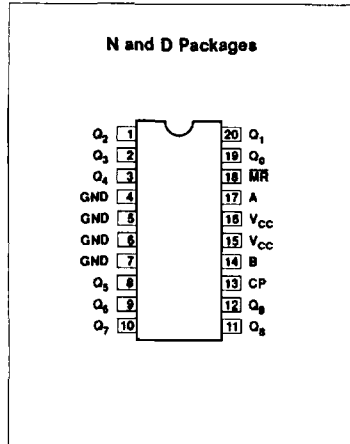 N and D Packages
Q2 1 20 Q1
Q3 2 19 Q0
Q4 3 18 M̅R̅
GND 4 17 A
GND 5 16 VCC
GND 6 15 VCC
GND 7 14 B
Q5 8 13 CP
Q6 9 12 Q9
Q7 10 11 Q8